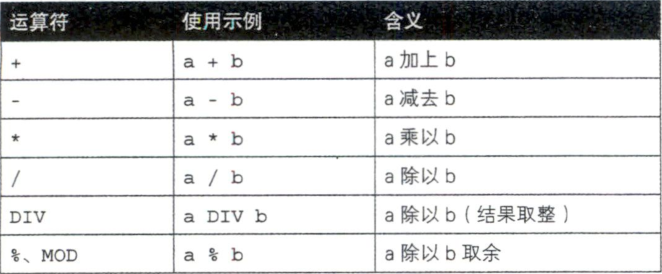 运算符 使用示例 含义
+ a + b a 加上 b
- a - b a 减去 b
* a * b a 乘以 b
/ a / b a 除以 b
DIV a DIV b a 除以 b（结果取整）
%、MOD a % b a 除以 b 取余